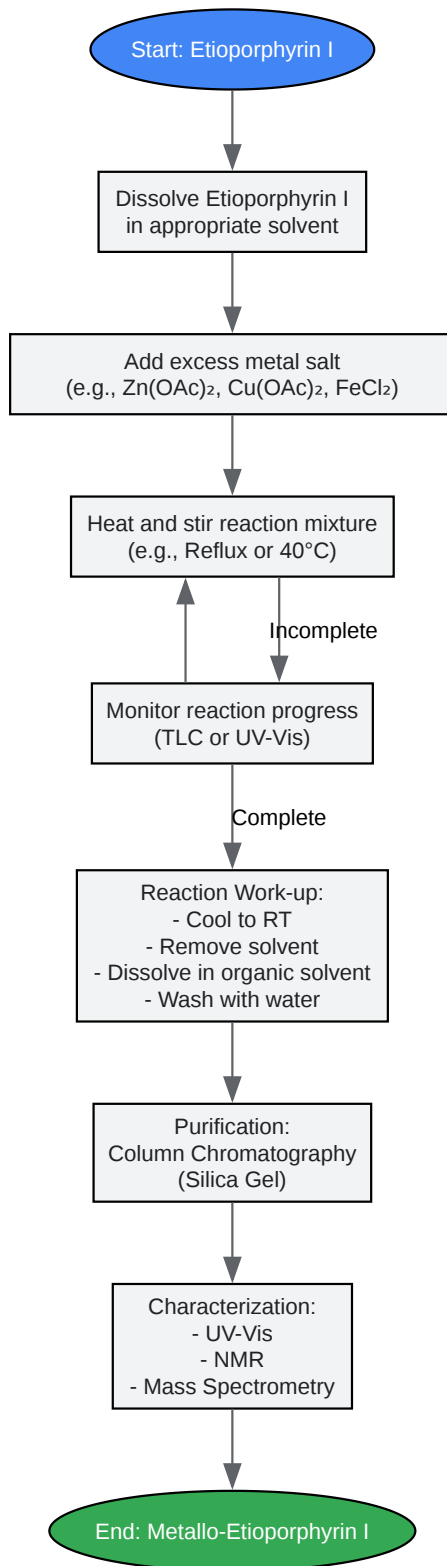 Start: Etioporphyrin I
Dissolve Etioporphyrin I
in appropriate solvent
Add excess metal salt
(e.g., Zn(OAc)₂, Cu(OAc)₂, FeCl₂)
Heat and stir reaction mixture
(e.g., Reflux or 40°C)
Incomplete
Monitor reaction progress
(TLC or UV-Vis)
Complete
Reaction Work-up:
- Cool to RT
- Remove solvent
- Dissolve in organic solvent
- Wash with water
Purification:
Column Chromatography
(Silica Gel)
Characterization:
- UV-Vis
- NMR
- Mass Spectrometry
End: Metallo-Etioporphyrin I